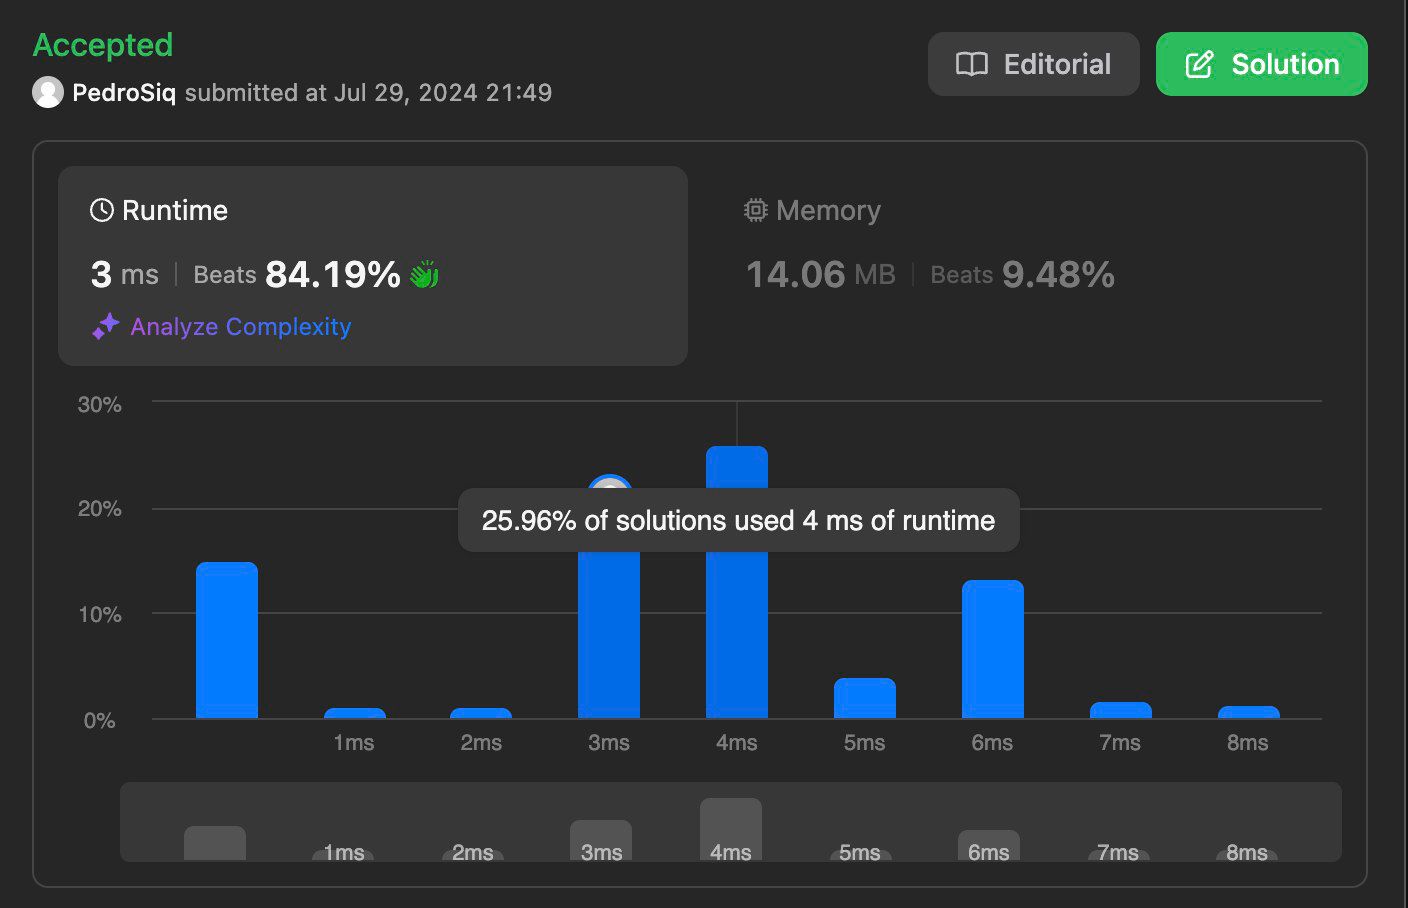 Accepted
PedroSiq submitted at Jul 29, 2024 21:49
Editorial
Solution
Runtime
3 ms | Beats 84.19%
Analyze Complexity
Memory
14.06 MB | Beats 9.48%
30%
20%
10%
0%
25.96% of solutions used 4 ms of runtime
1ms 2ms 3ms 4ms 5ms 6ms 7ms 8ms
1ms 2ms 3ms 4ms 5ms 6ms 7ms 8ms